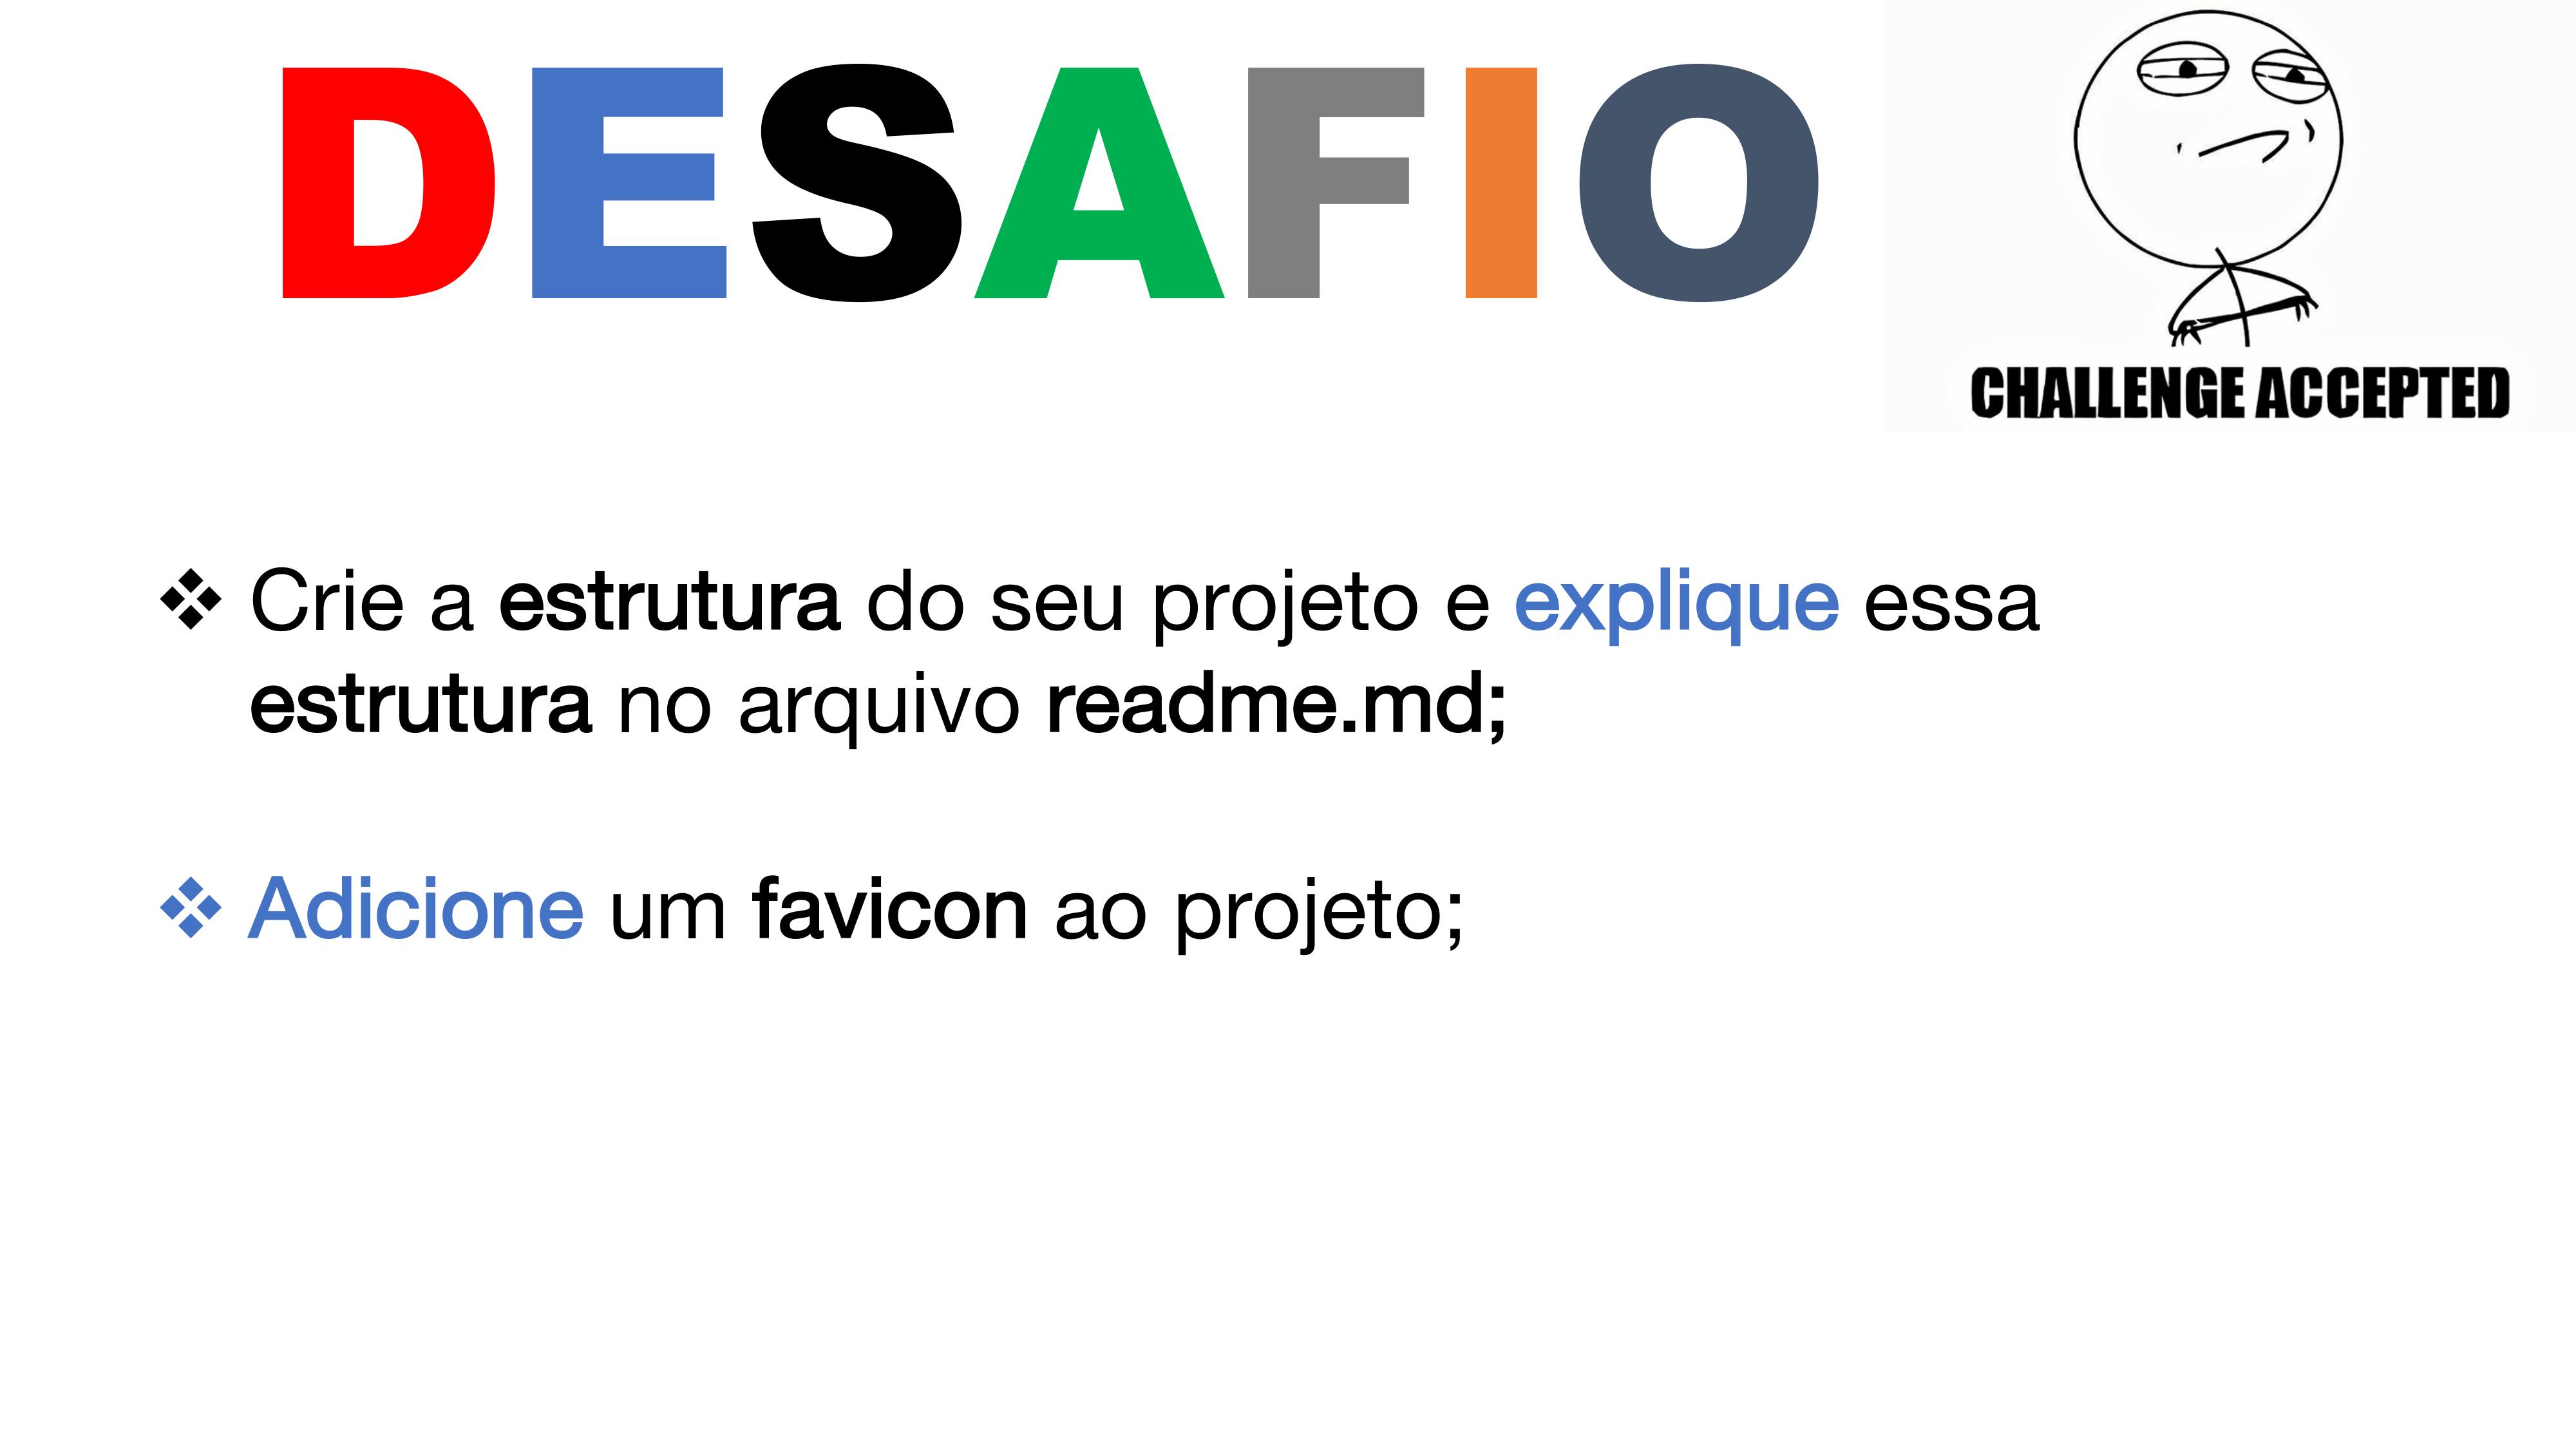 DESAFIO
CHALLENGE ACCEPTED
❖ Crie a estrutura do seu projeto e explique essa
estrutura no arquivo readme.md;
❖ Adicione um favicon ao projeto;